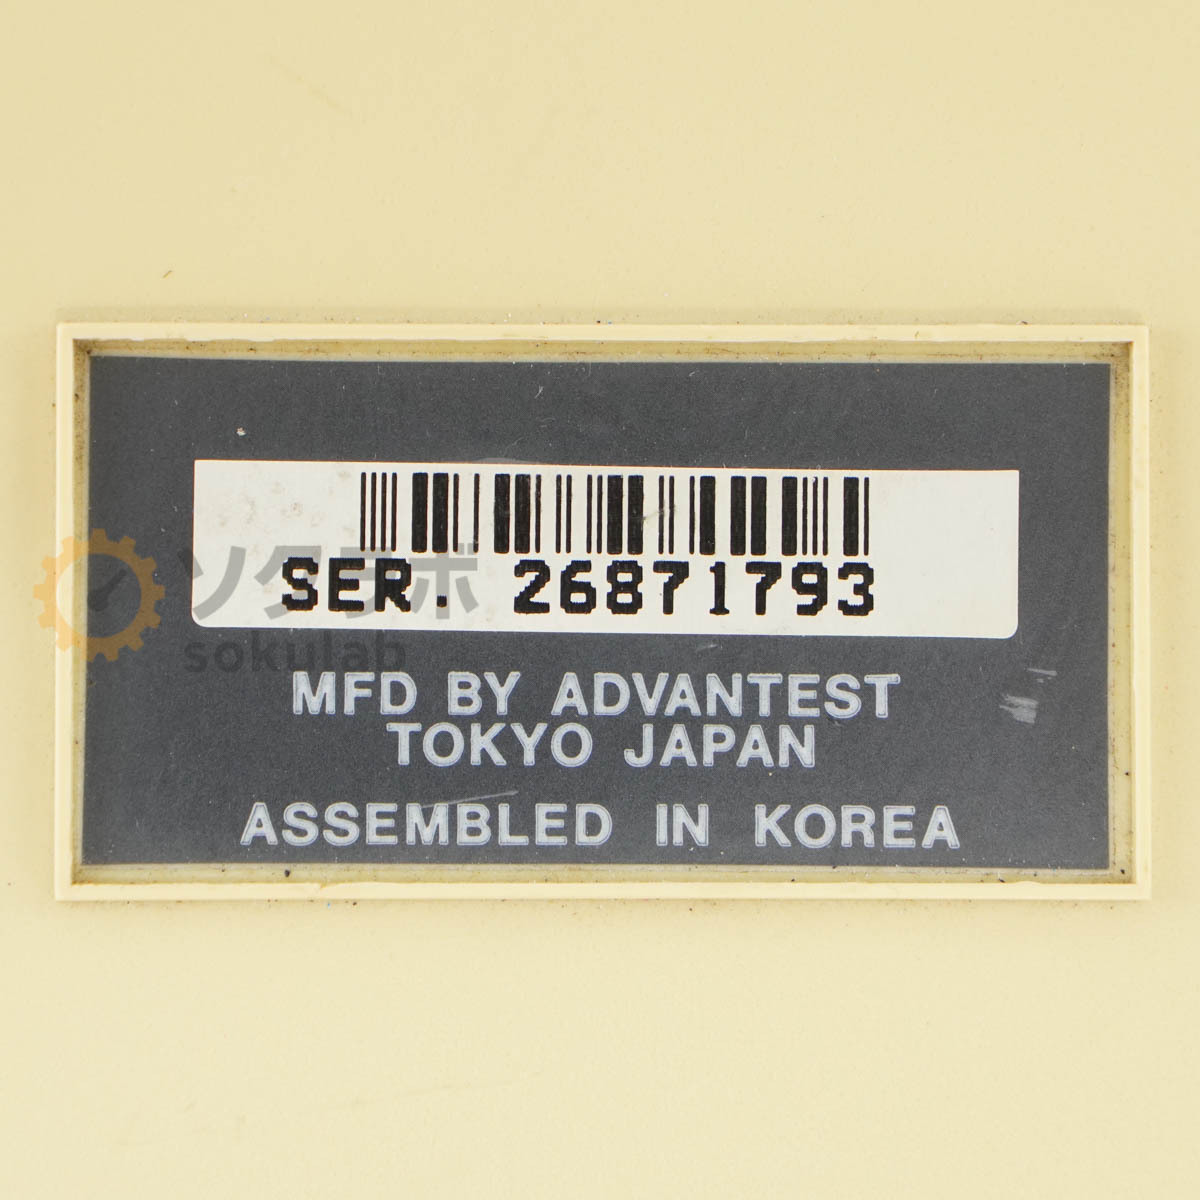 SER. 26871793
ソクラボ
sokulab
MFD BY ADVANTEST
TOKYO JAPAN
ASSEMBLED IN KOREA